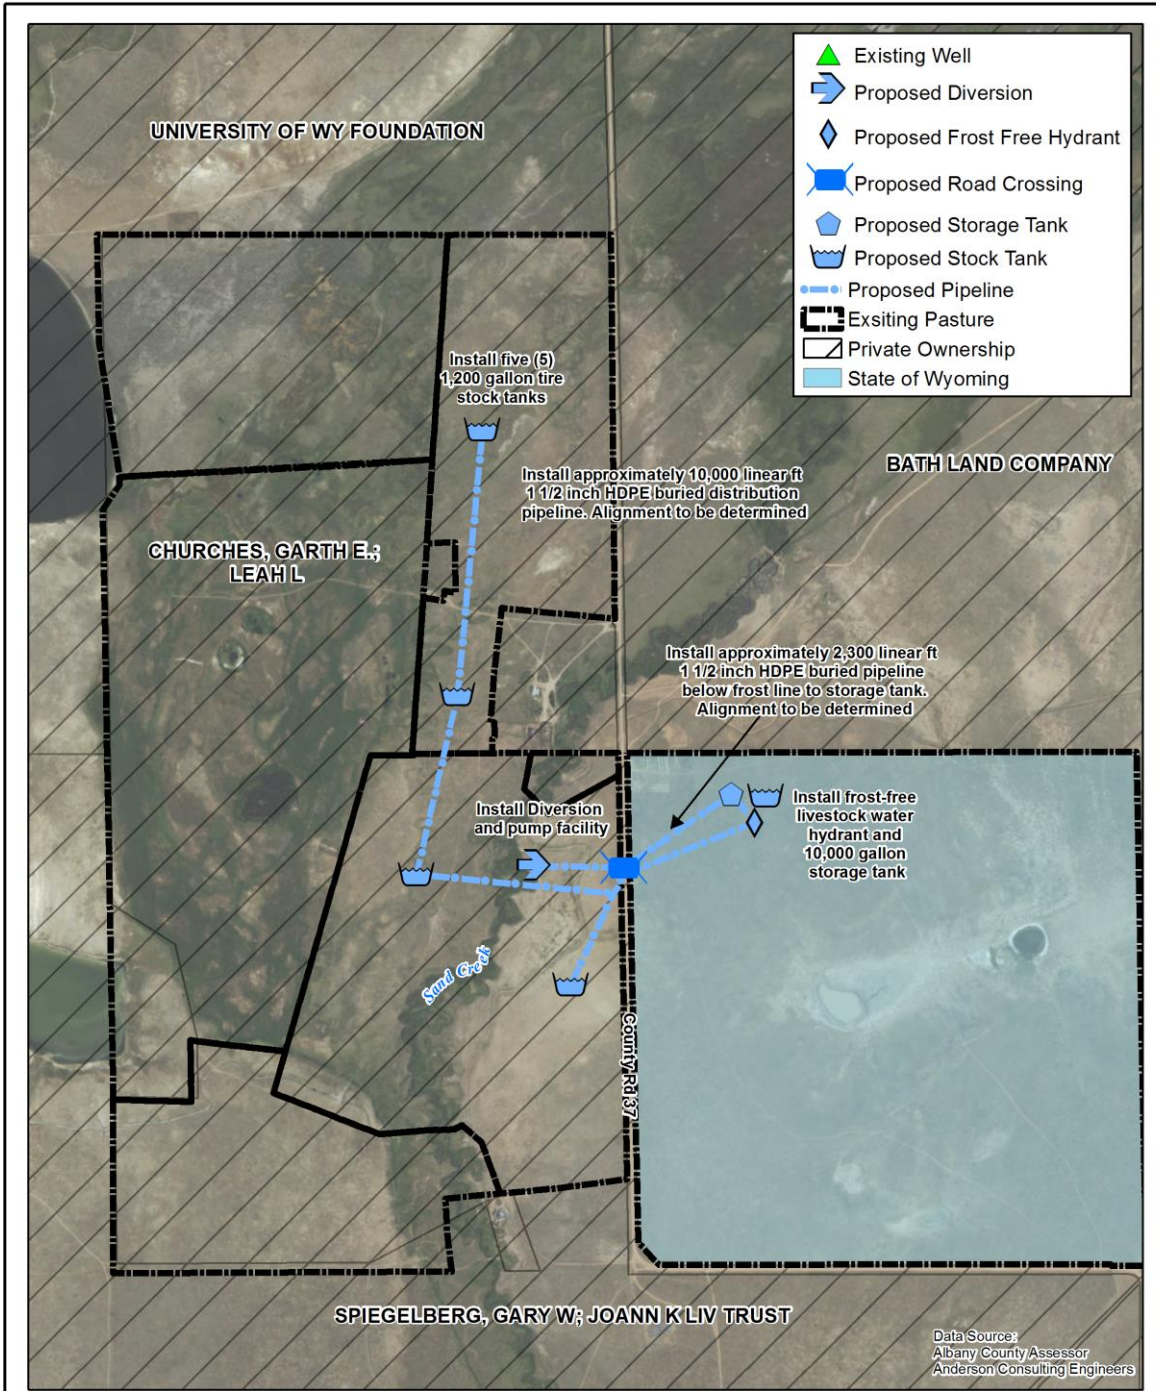 Existing Well
Proposed Diversion
Proposed Frost Free Hydrant
Proposed Road Crossing
Proposed Storage Tank
Proposed Stock Tank
Proposed Pipeline
Exsiting Pasture
Private Ownership
State of Wyoming
UNIVERSITY OF WY FOUNDATION
Install five (5)
1,200 gallon tire
stock tanks
BATH LAND COMPANY
Install approximately 10,000 linear ft
1 1/2 inch HDPE buried distribution
pipeline. Alignment to be determined
CHURCHES, GARTH E.;
LEAH L
Install approximately 2,300 linear ft
1 1/2 inch HDPE buried pipeline
below frost line to storage tank.
Alignment to be determined
Install Diversion
and pump facility
Install frost-free
livestock water
hydrant and
10,000 gallon
storage tank
Sand Creek
County Rd 37
SPIEGELBERG, GARY W; JOANN K LIV TRUST
Data Source:
Albany County Assessor
Anderson Consulting Engineers